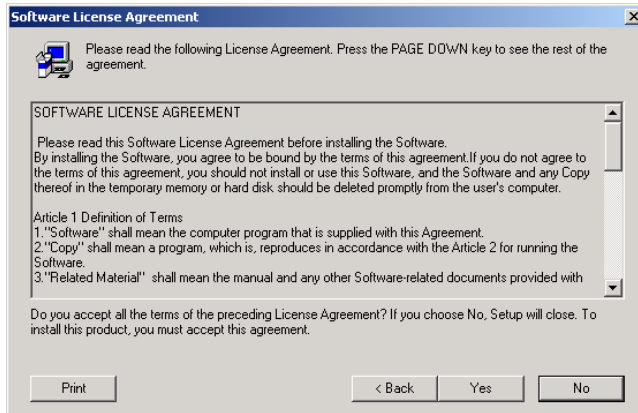 Software License Agreement
Please read the following License Agreement. Press the PAGE DOWN key to see the rest of the
agreement.
SOFTWARE LICENSE AGREEMENT
Please read this Software License Agreement before installing the Software.
By installing the Software, you agree to be bound by the terms of this agreement.If you do not agree to
the terms of this agreement, you should not install or use this Software, and the Software and any Copy
thereof in the temporary memory or hard disk should be deleted promptly from the user's computer.
Article 1 Definition of Terms
1."Software" shall mean the computer program that is supplied with this Agreement.
2."Copy" shall mean a program, which is, reproduces in accordance with the Article 2 for running the
Software.
3."Related Material" shall mean the manual and any other Software-related documents provided with
Do you accept all the terms of the preceding License Agreement? If you choose No, Setup will close. To
install this product, you must accept this agreement.
Print
< Back
Yes
No